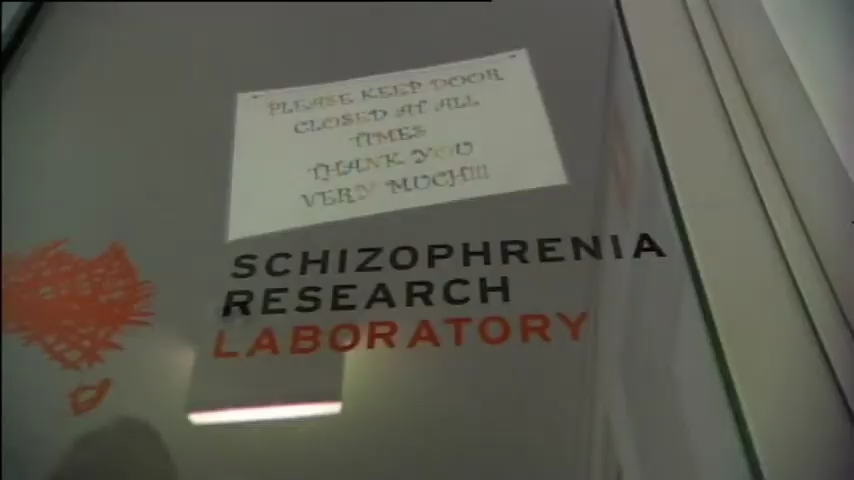 PLEASE KEEP DOOR
CLOSED AT ALL
TIMES
THANK YOU
VERY MUCH!!!
SCHIZOPHRENIA
RESEARCH
LABORATORY